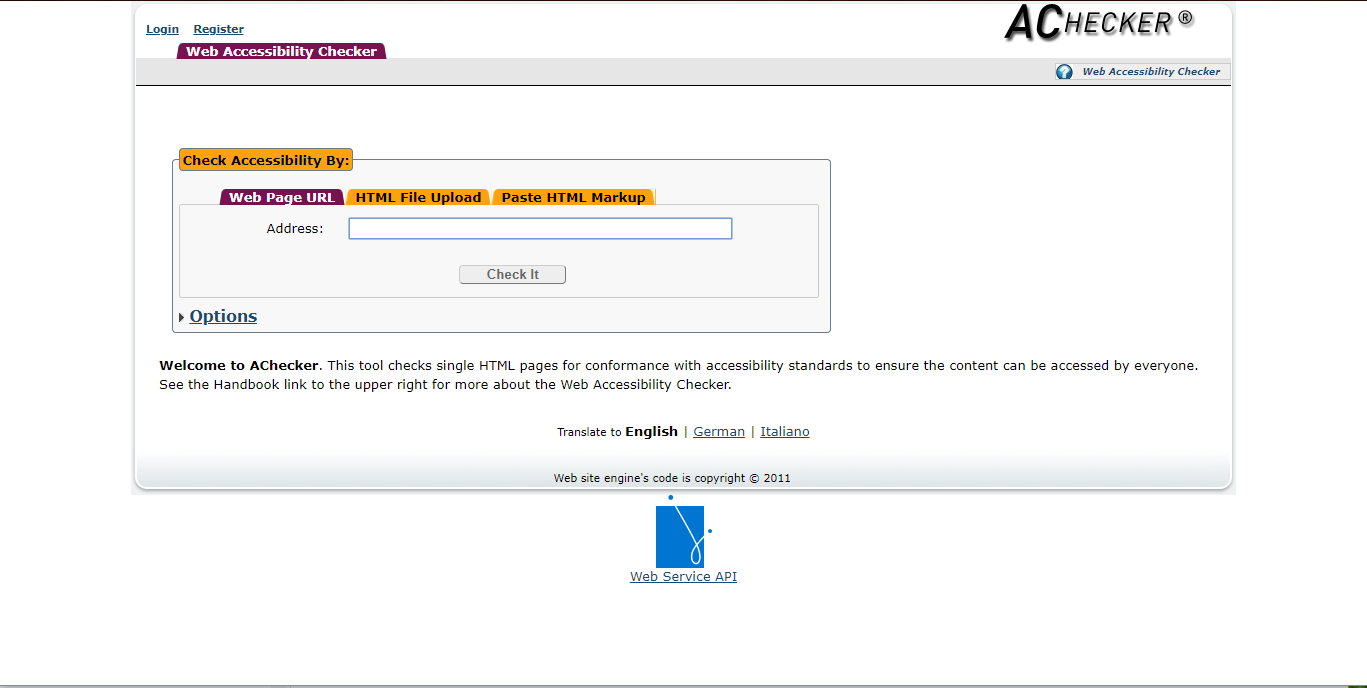 Login Register
ACHECKER ®
Web Accessibility Checker
Web Accessibility Checker
Check Accessibility By:
Web Page URL HTML File Upload Paste HTML Markup
Address:
Check It
Options
Welcome to AChecker. This tool checks single HTML pages for conformance with accessibility standards to ensure the content can be accessed by everyone.
See the Handbook link to the upper right for more about the Web Accessibility Checker.
Translate to English | German | Italiano
Web site engine's code is copyright © 2011
Web Service API